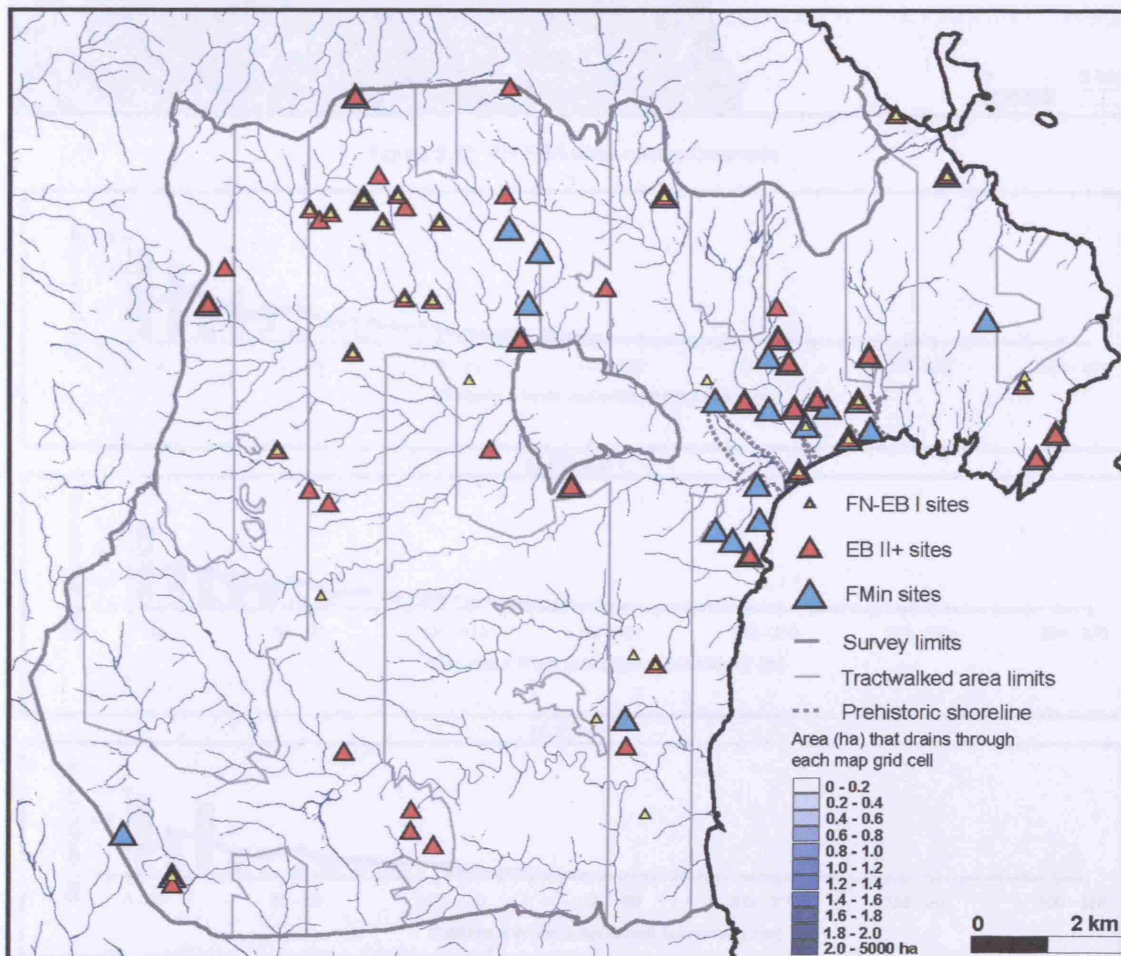 FN-EB I sites
EB II+ sites
FMin sites
Survey limits
Tractwalked area limits
Prehistoric shoreline
Area (ha) that drains through
each map grid cell
0 - 0.2
0.2 - 0.4
0.4 - 0.6
0.6 - 0.8
0.8 - 1.0
1.0 - 1.2
1.2 - 1.4
1.4 - 1.6
1.6 - 1.8
1.8 - 2.0
2.0 - 5000 ha
0 2 km